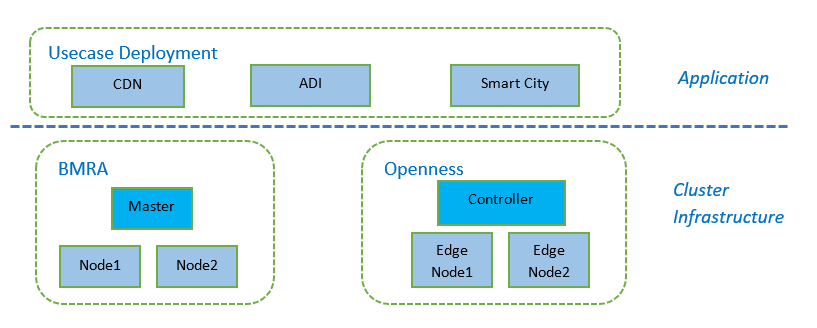 Usecase Deployment
CDN
ADI
Smart City
Application
BMRA
Master
Node1
Node2
Openness
Controller
Edge
Node1
Edge
Node2
Cluster
Infrastructure